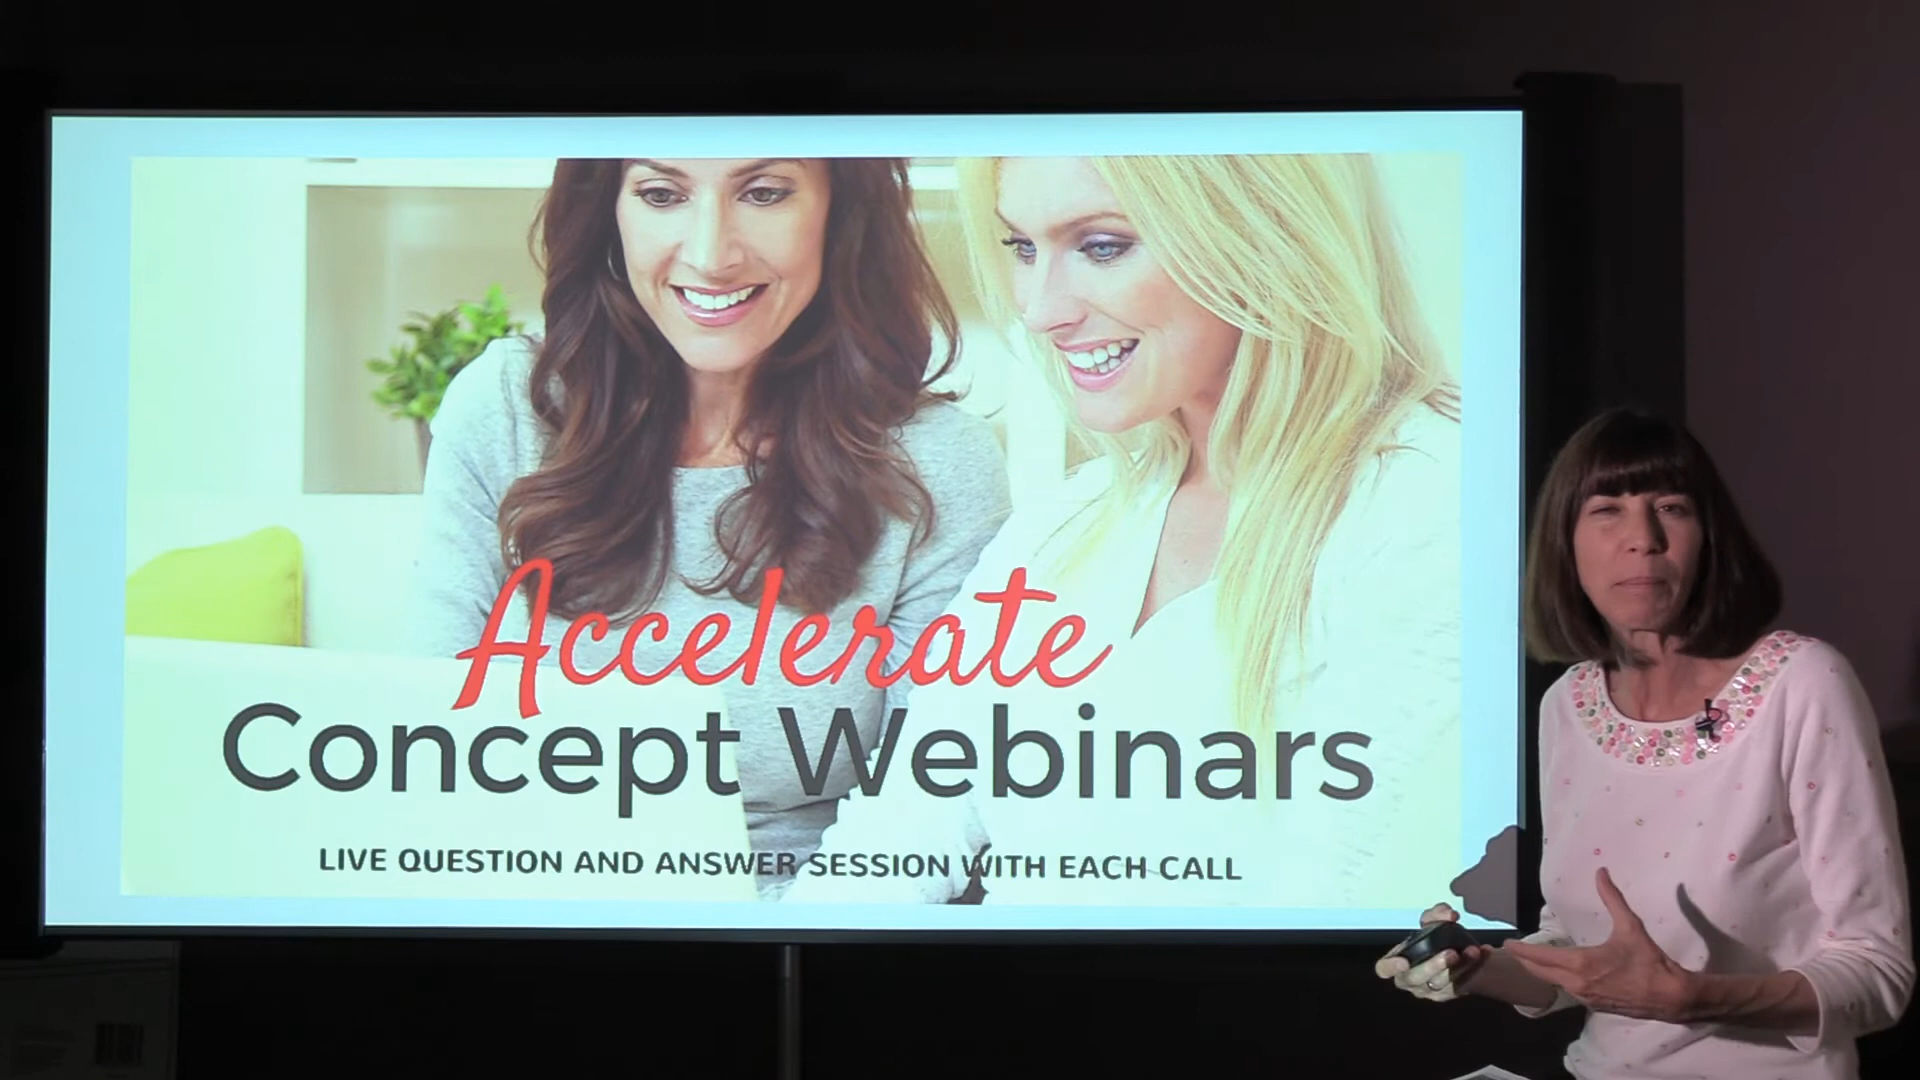 Accelerate
Concept Webinars
LIVE QUESTION AND ANSWER SESSION WITH EACH CALL